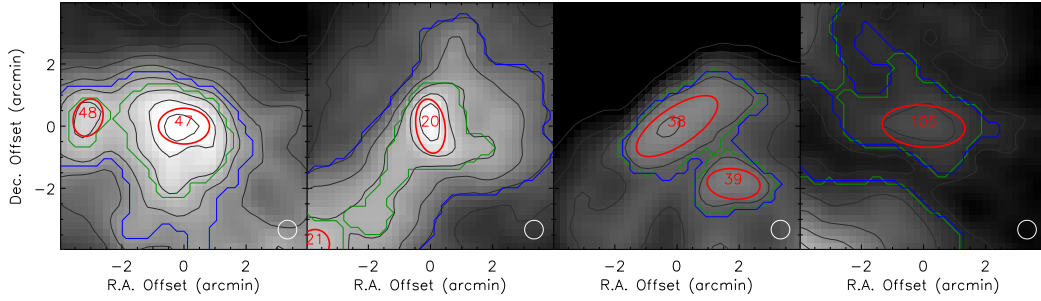 Dec. Offset (arcmin)
2
0
−2
48
47
20
21
38
39
105
−2 0 2
−2 0 2
−2 0 2
−2 0 2
R.A. Offset (arcmin)
R.A. Offset (arcmin)
R.A. Offset (arcmin)
R.A. Offset (arcmin)